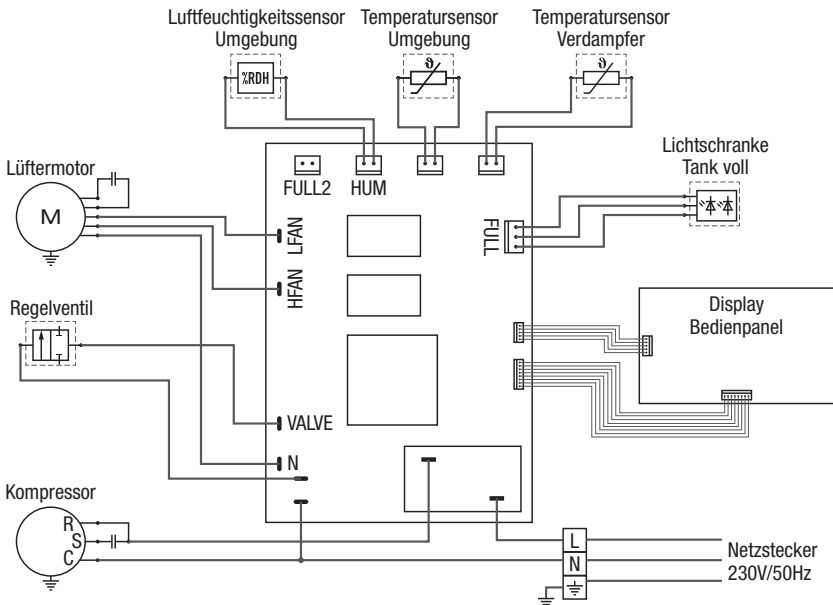 Luftfeuchtigkeitssensor
Umgebung
Temperatursensor
Umgebung
Temperatursensor
Verdampfer
%RDH
ϑ
ϑ
Lichtschranke
Tank voll
Lüftermotor
M
FULL2
HUM
FULL
LFAN
HFAN
Regelventil
Display
Bedienpanel
VALVE
N
Kompressor
R
S
C
L
N
Netzstecker
230V/50Hz